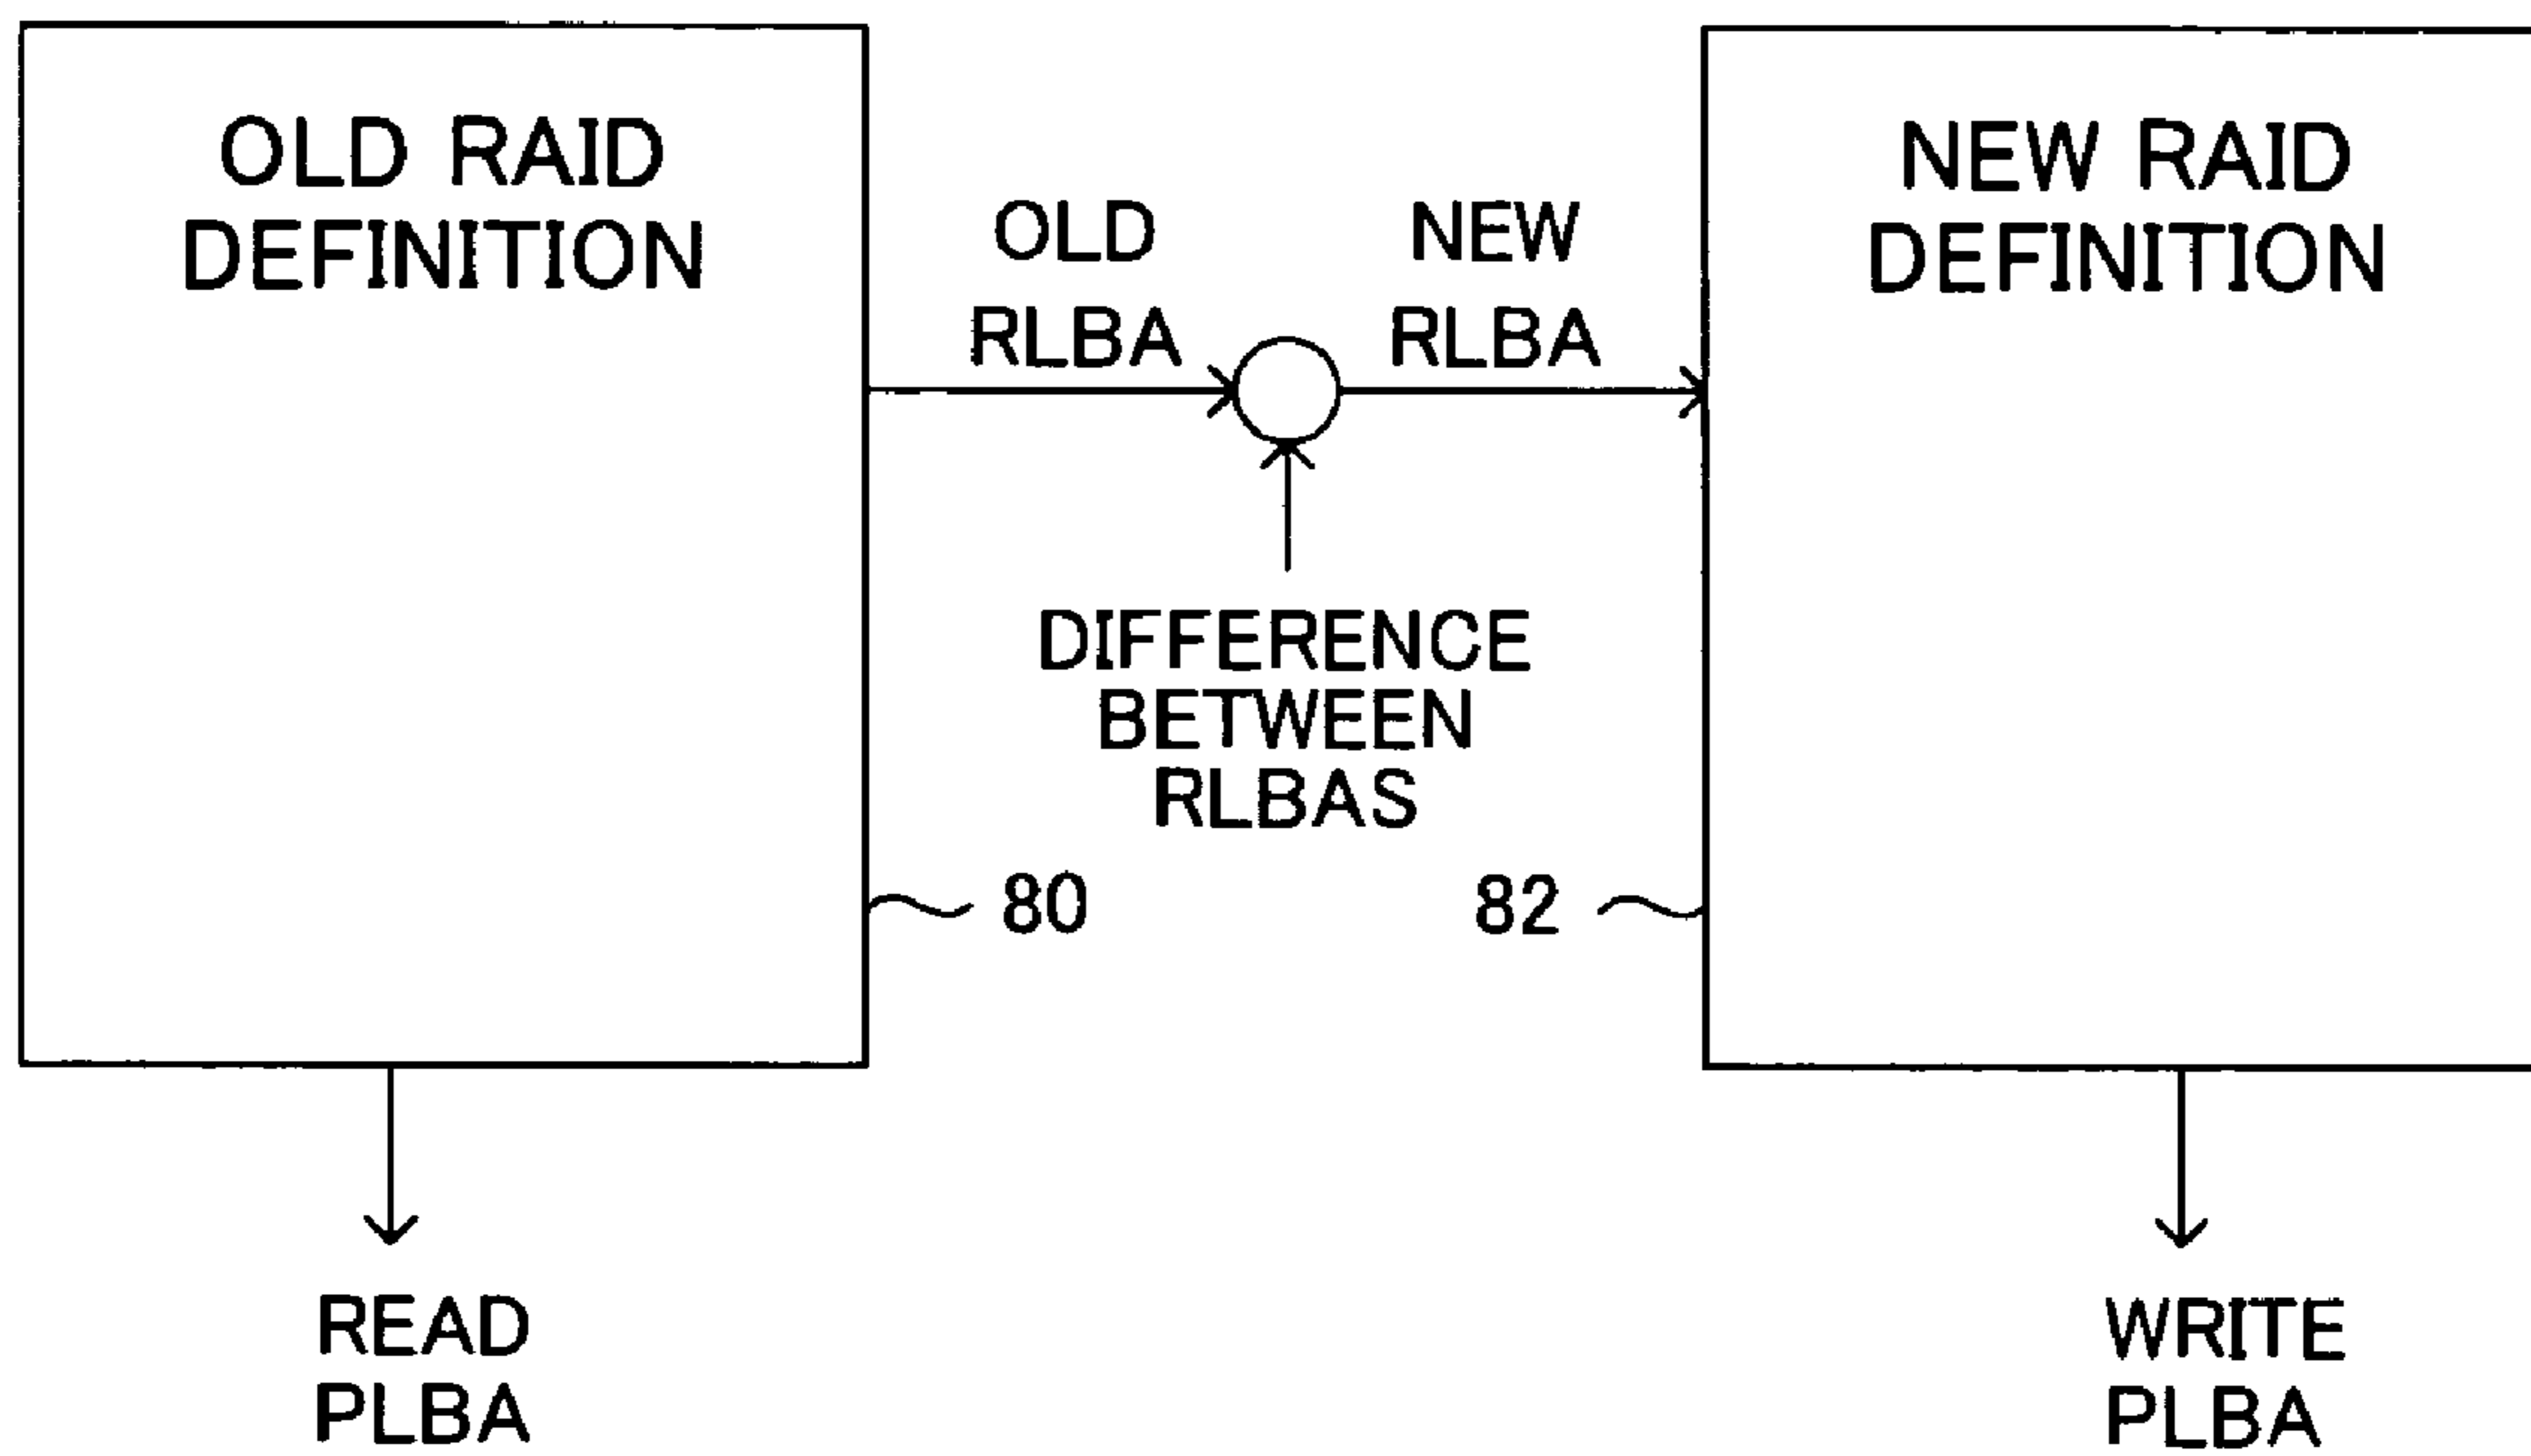 OLD RAID
DEFINITION
OLD
RLBA
NEW
RLBA
NEW RAID
DEFINITION
DIFFERENCE
BETWEEN
RLBAS
80
82
READ
PLBA
WRITE
PLBA